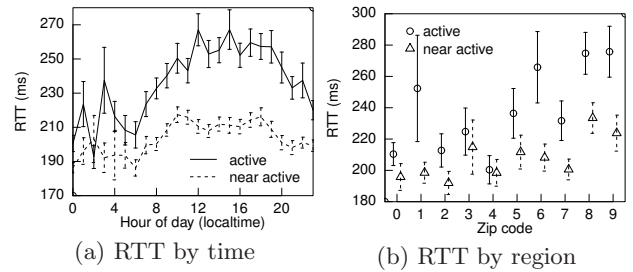 270
250
230
210
190
170
RTT (ms)
active
near active
0 4 8 12 16 20
Hour of day (localtime)
(a) RTT by time
300
280
260
240
220
200
180
RTT (ms)
active
near active
0 1 2 3 4 5 6 7 8 9
Zip code
(b) RTT by region